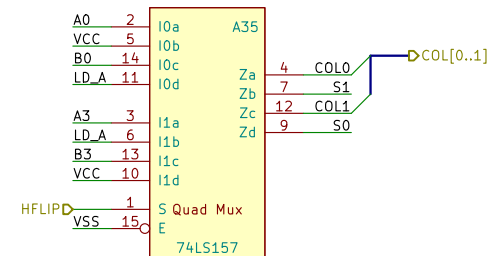 A0 2 I0a A35
VCC 5 I0b
B0 14 I0c
LD_A 11 I0d
Za 4 COL0 COL[0..1]
Zb 7 S1
Zc 12 COL1
Zd 9 S0
A3 3 I1a
LD_A 6 I1b
B3 13 I1c
VCC 10 I1d
HFLIP 1 S Quad Mux
VSS 15 E
74LS157